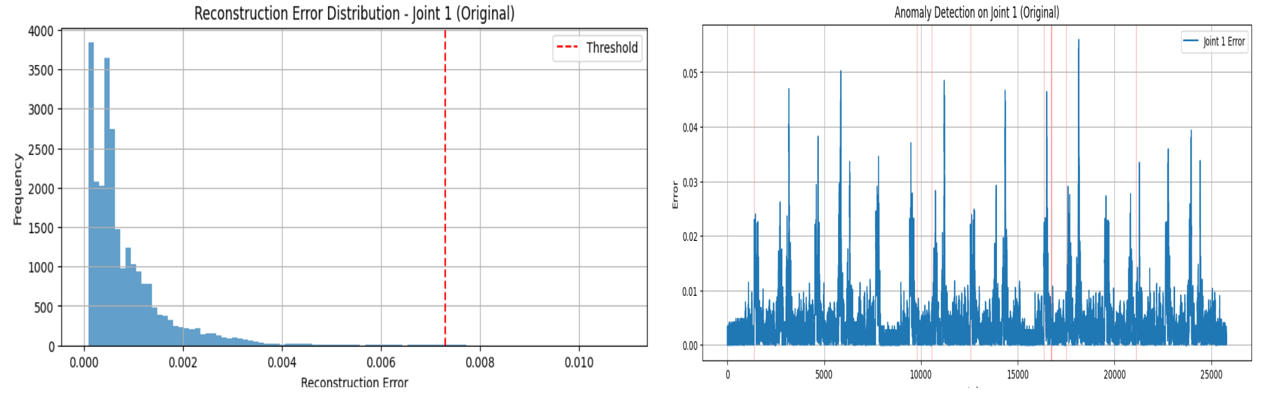 Reconstruction Error Distribution - Joint 1 (Original)
4000
3500
3000
2500
2000
1500
1000
500
0
Frequency
Threshold
0.000 0.002 0.004 0.006 0.008 0.010
Reconstruction Error
Anomaly Detection on Joint 1 (Original)
0.05
0.04
0.03
0.02
0.01
0.00
Error
Joint 1 Error
0 5000 10000 15000 20000 25000